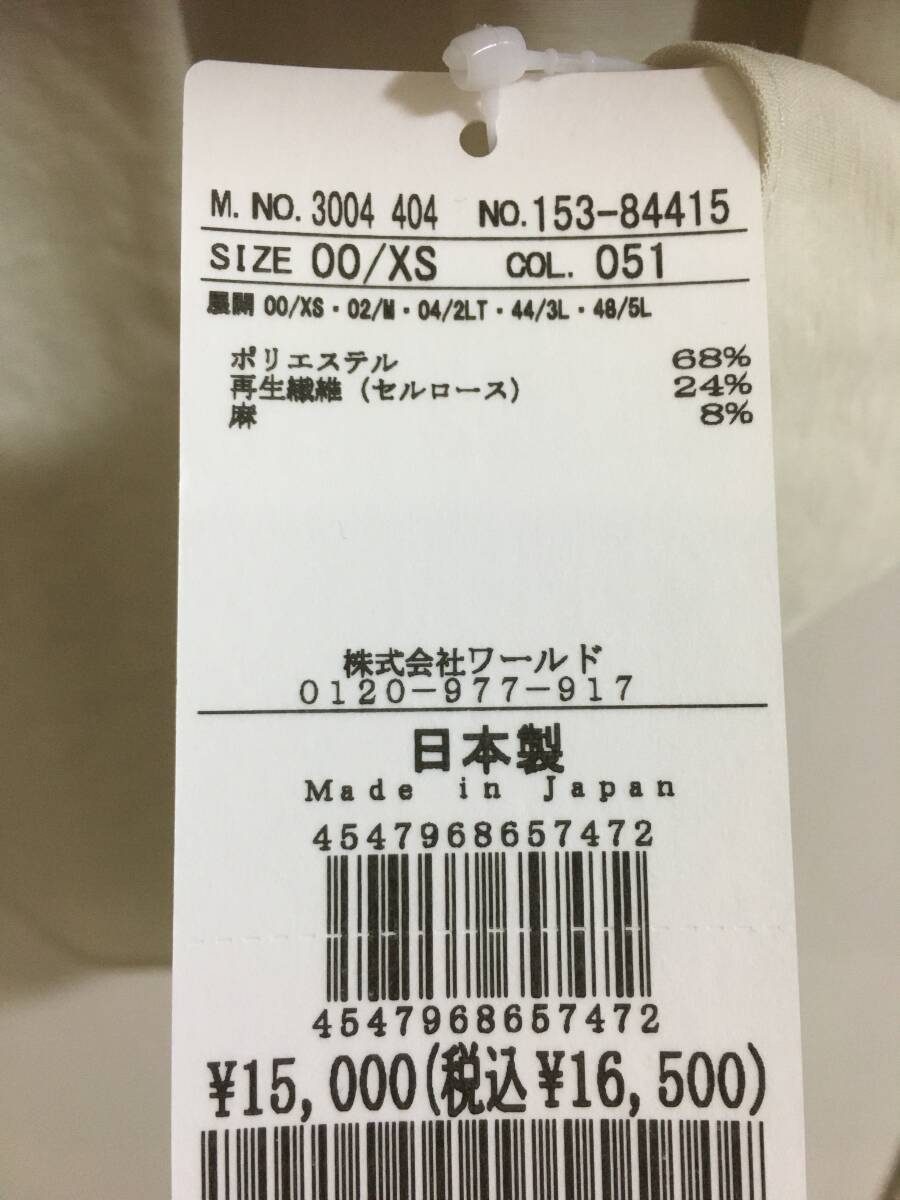 M. NO. 3004 404 NO. 153-84415
SIZE 00/XS COL. 051
展開 00/XS・02/M・04/2LT・44/3L・48/5L
ポリエステル 68%
再生繊維 (セルロース) 24%
麻 8%
株式会社ワールド
0120-977-917
日本製
Made in Japan
4547968657472
4547968657472
¥15,000(税込¥16,500)